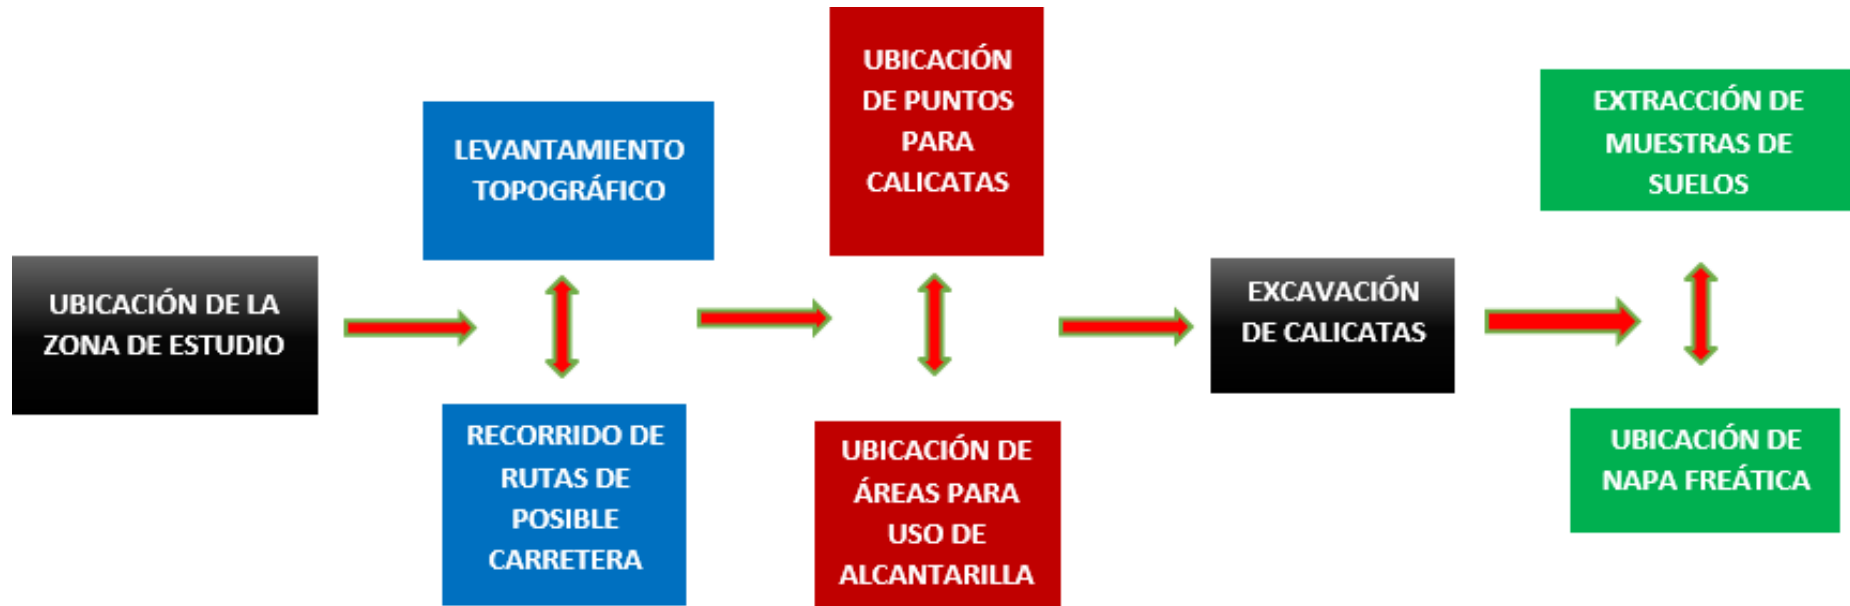 UBICACIÓN DE LA
ZONA DE ESTUDIO
LEVANTAMIENTO
TOPOGRÁFICO
RECORRIDO DE
RUTAS DE
POSIBLE
CARRETERA
UBICACIÓN
DE PUNTOS
PARA
CALICATAS
UBICACIÓN DE
ÁREAS PARA
USO DE
ALCANTARILLA
EXCAVACIÓN
DE CALICATAS
EXTRACCIÓN DE
MUESTRAS DE
SUELOS
UBICACIÓN DE
NAPA FREÁTICA